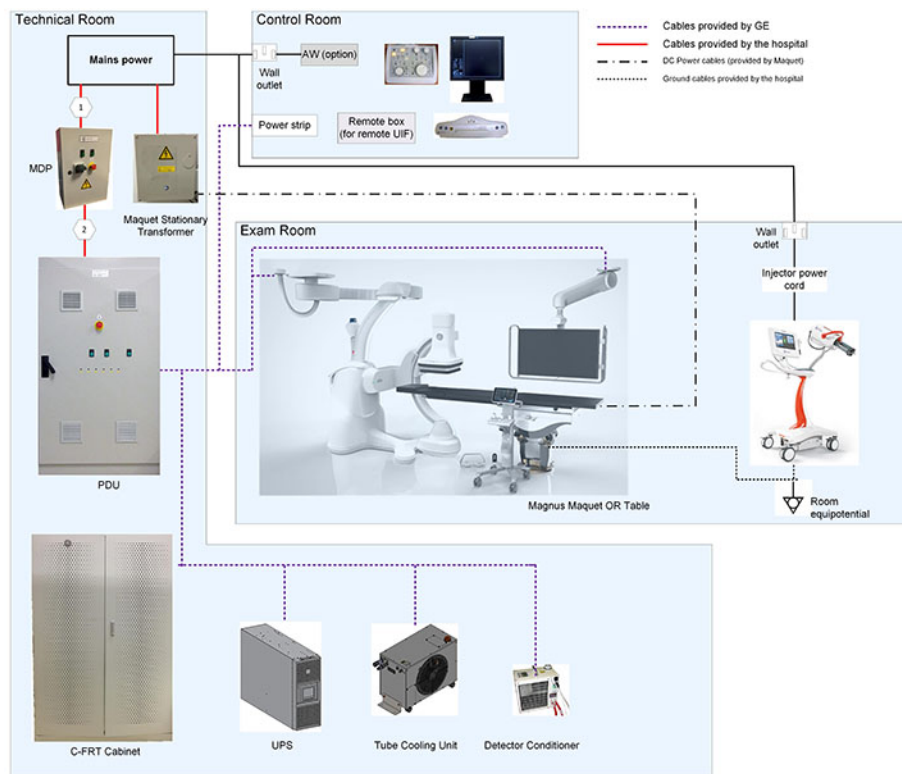 Technical Room
Control Room
Mains power
Wall
outlet
AW (option)
Power strip
Remote box
(for remote UIF)
Cables provided by GE
Cables provided by the hospital
DC Power cables (provided by Maquet)
Ground cables provided by the hospital
1
MDP
Maquet Stationary
Transformer
2
PDU
Exam Room
Wall
outlet
Injector power
cord
Magnus Maquet OR Table
Room
equipotential
C-FRT Cabinet
UPS
Tube Cooling Unit
Detector Conditioner